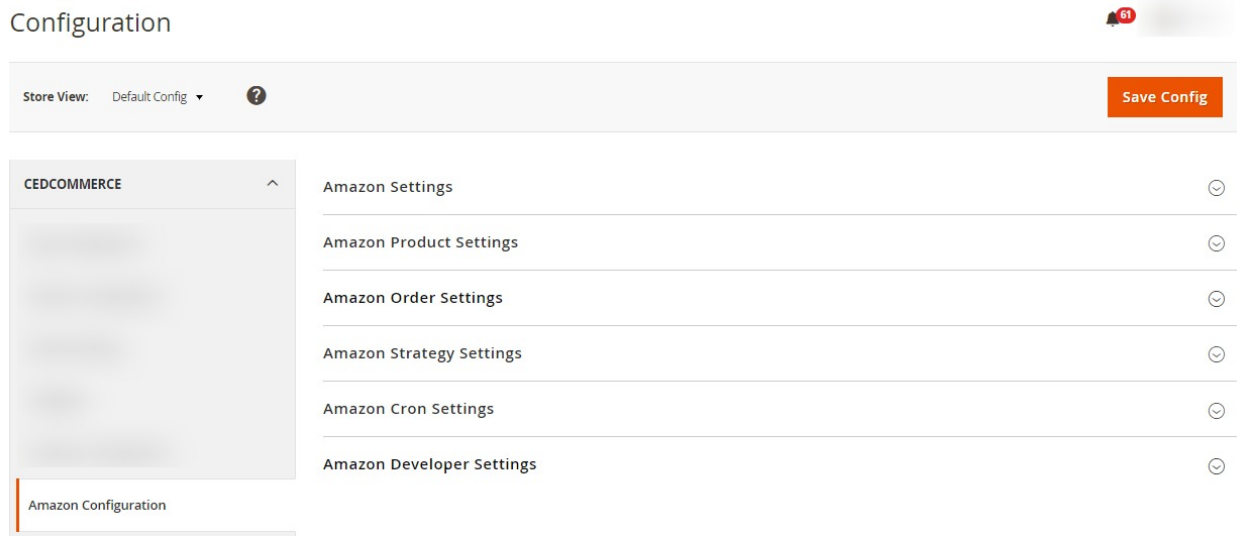 Configuration
61
Store View: Default Config ?
Save Config
CEDCOMMERCE
Amazon Settings
Amazon Product Settings
Amazon Order Settings
Amazon Strategy Settings
Amazon Cron Settings
Amazon Developer Settings
Amazon Configuration